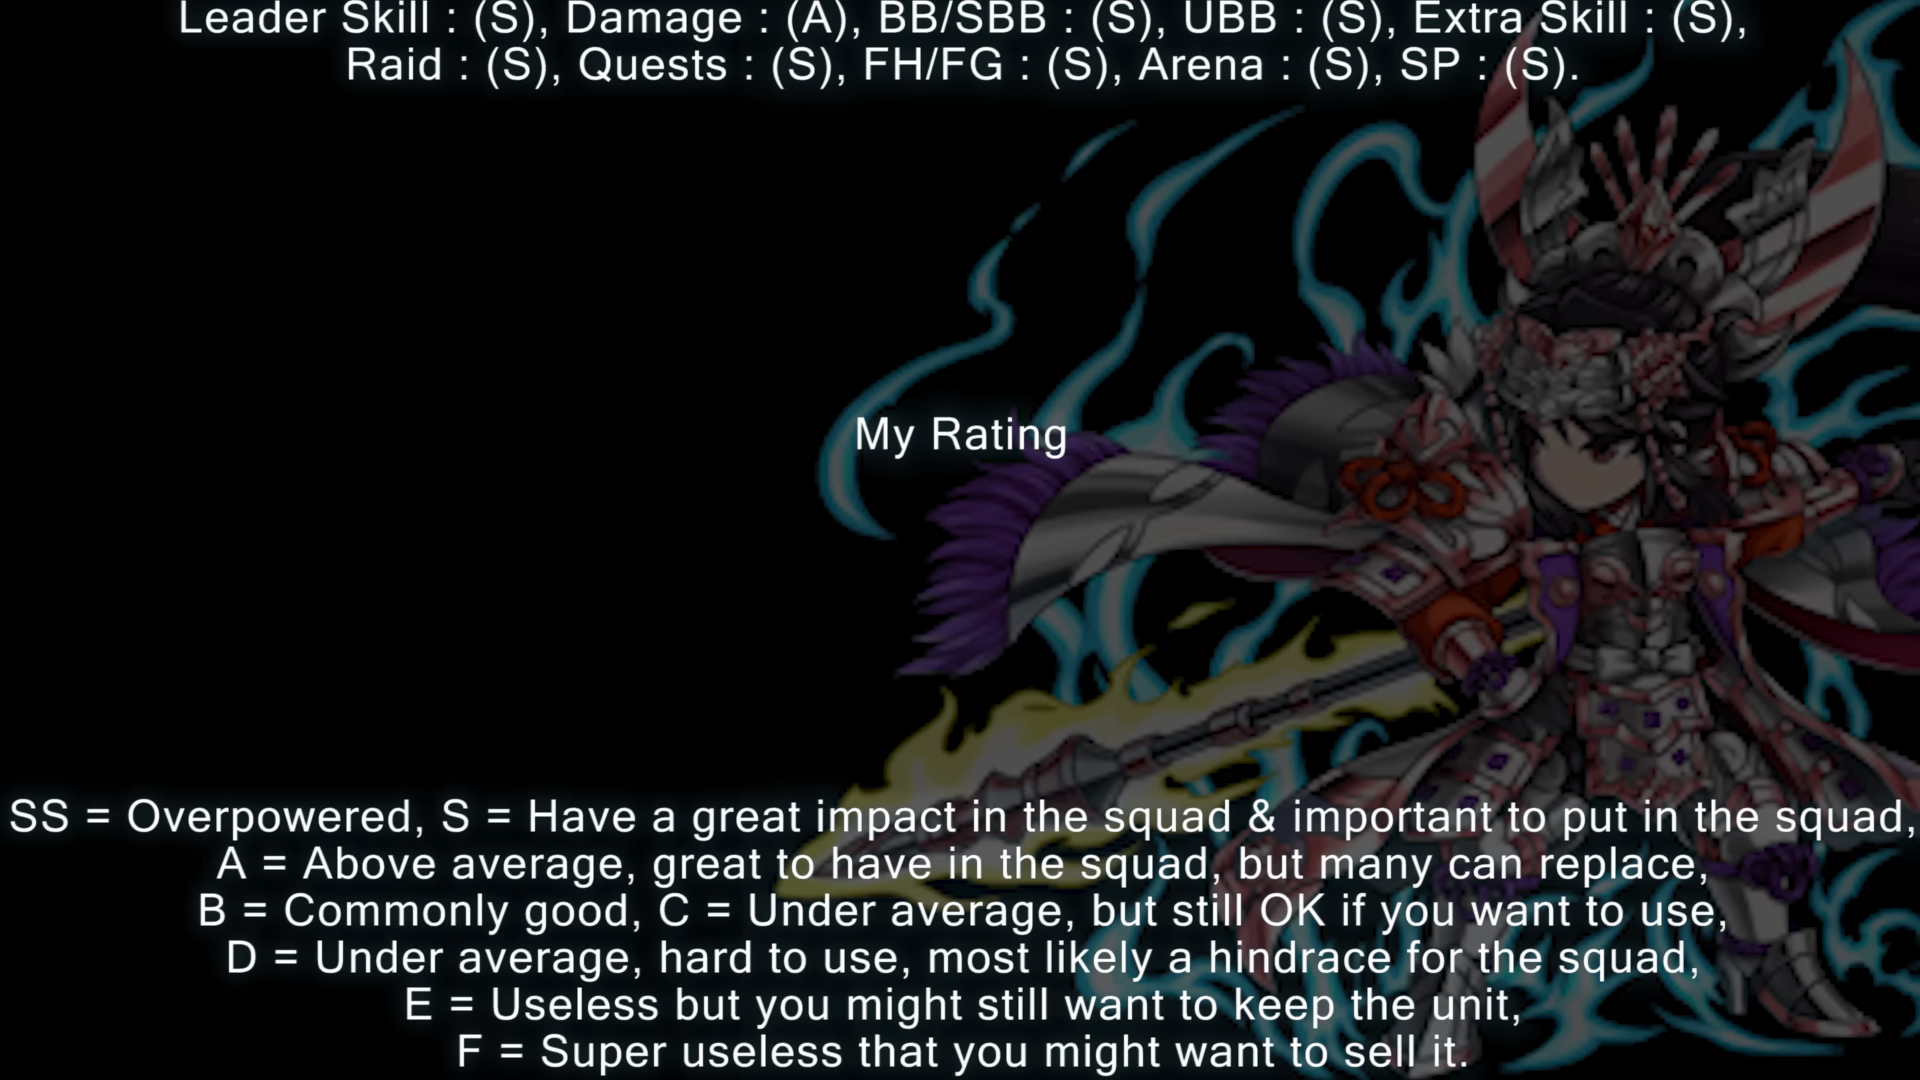 Leader Skill : (S), Damage : (A), BB/SBB : (S), UBB : (S), Extra Skill : (S),
Raid : (S), Quests : (S), FH/FG : (S), Arena : (S), SP : (S).
My Rating
SS = Overpowered, S = Have a great impact in the squad & important to put in the squad,
A = Above average, great to have in the squad, but many can replace,
B = Commonly good, C = Under average, but still OK if you want to use,
D = Under average, hard to use, most likely a hindrace for the squad,
E = Useless but you might still want to keep the unit,
F = Super useless that you might want to sell it.